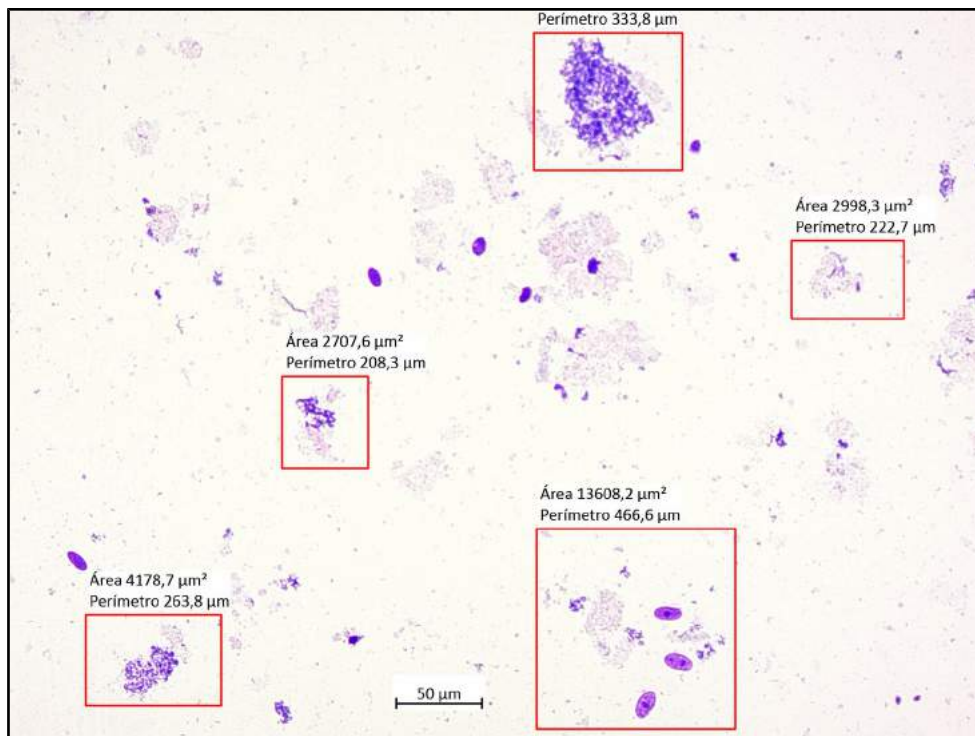 Perímetro 333,8 µm
Área 2998,3 µm²
Perímetro 222,7 µm
Área 2707,6 µm²
Perímetro 208,3 µm
Área 13608,2 µm²
Perímetro 466,6 µm
Área 4178,7 µm²
Perímetro 263,8 µm
50 µm